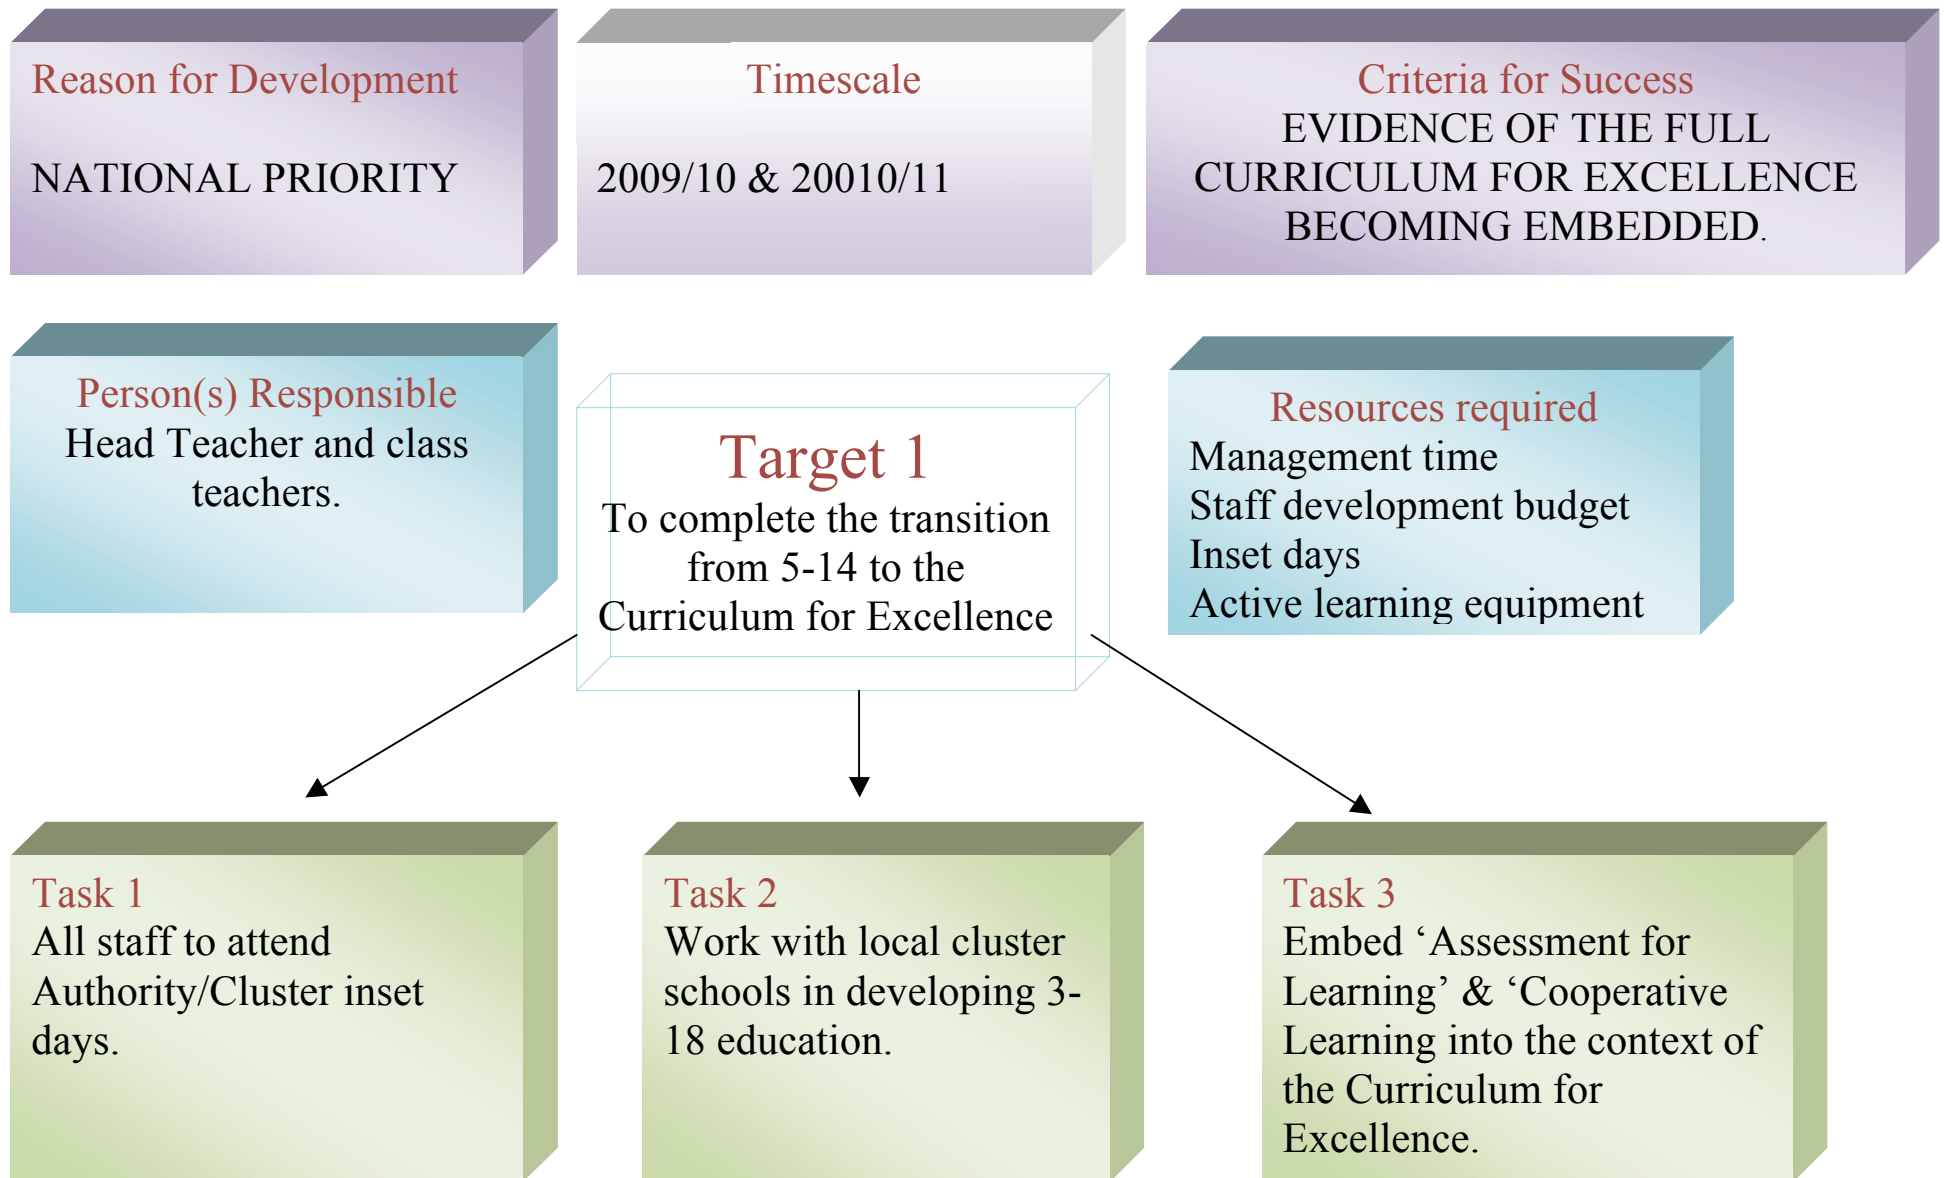 Reason for Development
NATIONAL PRIORITY
Timescale
2009/10 & 20010/11
Criteria for Success
EVIDENCE OF THE FULL
CURRICULUM FOR EXCELLENCE
BECOMING EMBEDDED.
Person(s) Responsible
Head Teacher and class
teachers.
Target 1
To complete the transition
from 5-14 to the
Curriculum for Excellence
Resources required
Management time
Staff development budget
Inset days
Active learning equipment
Task 1
All staff to attend
Authority/Cluster inset
days.
Task 2
Work with local cluster
schools in developing 3-
18 education.
Task 3
Embed ‘Assessment for
Learning’ & ‘Cooperative
Learning into the context of
the Curriculum for
Excellence.